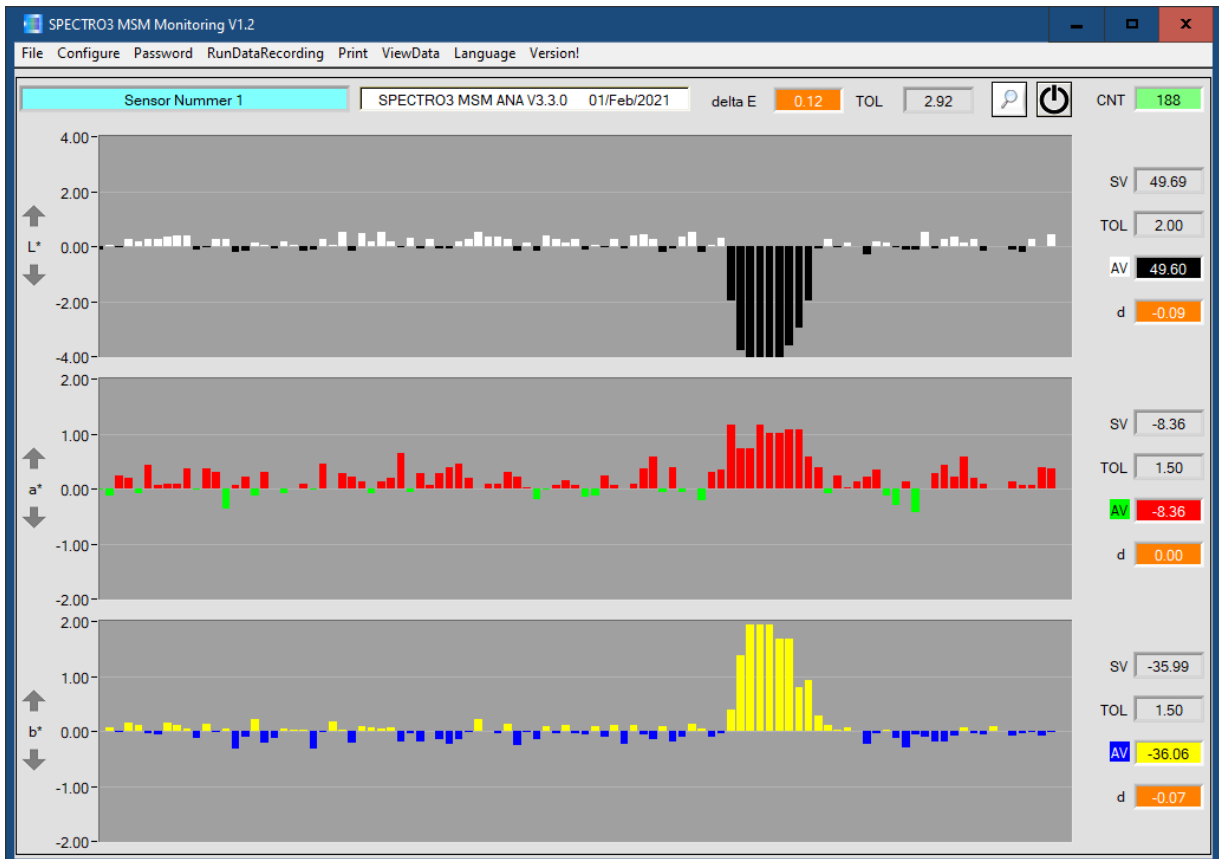 SPECTRO3 MSM Monitoring V1.2
File Configure Password RunDataRecording Print ViewData Language Version!
Sensor Nummer 1 SPECTRO3 MSM ANA V3.3.0 01/Feb/2021 delta E 0.12 TOL 2.92 CNT 188
4.00
2.00
L* 0.00
-2.00
-4.00
SV 49.69
TOL 2.00
AV 49.60
d -0.09
2.00
1.00
a* 0.00
-1.00
-2.00
SV -8.36
TOL 1.50
AV -8.36
d 0.00
2.00
1.00
b* 0.00
-1.00
-2.00
SV -35.99
TOL 1.50
AV -36.06
d -0.07